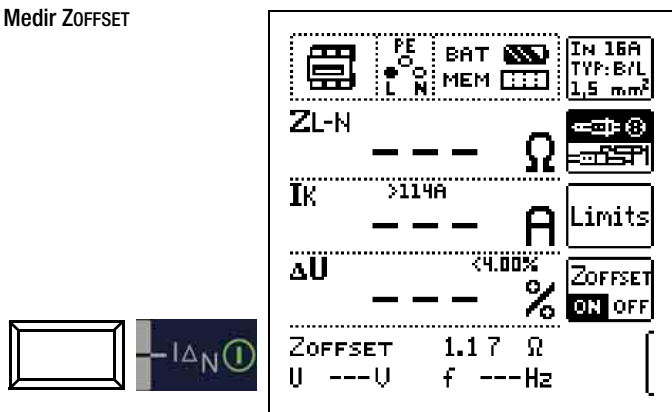 Medir ZOFFSET
PE
L N
BAT
MEM
IN 16A
TYP: B/L
1,5 mm²
ZL-N
--- Ω
IK >114A
--- A
Limits
ΔU <4.00%
--- %
ZOFFSET
ON OFF
IΔN
ZOFFSET 1.17 Ω
U ---V f ---Hz